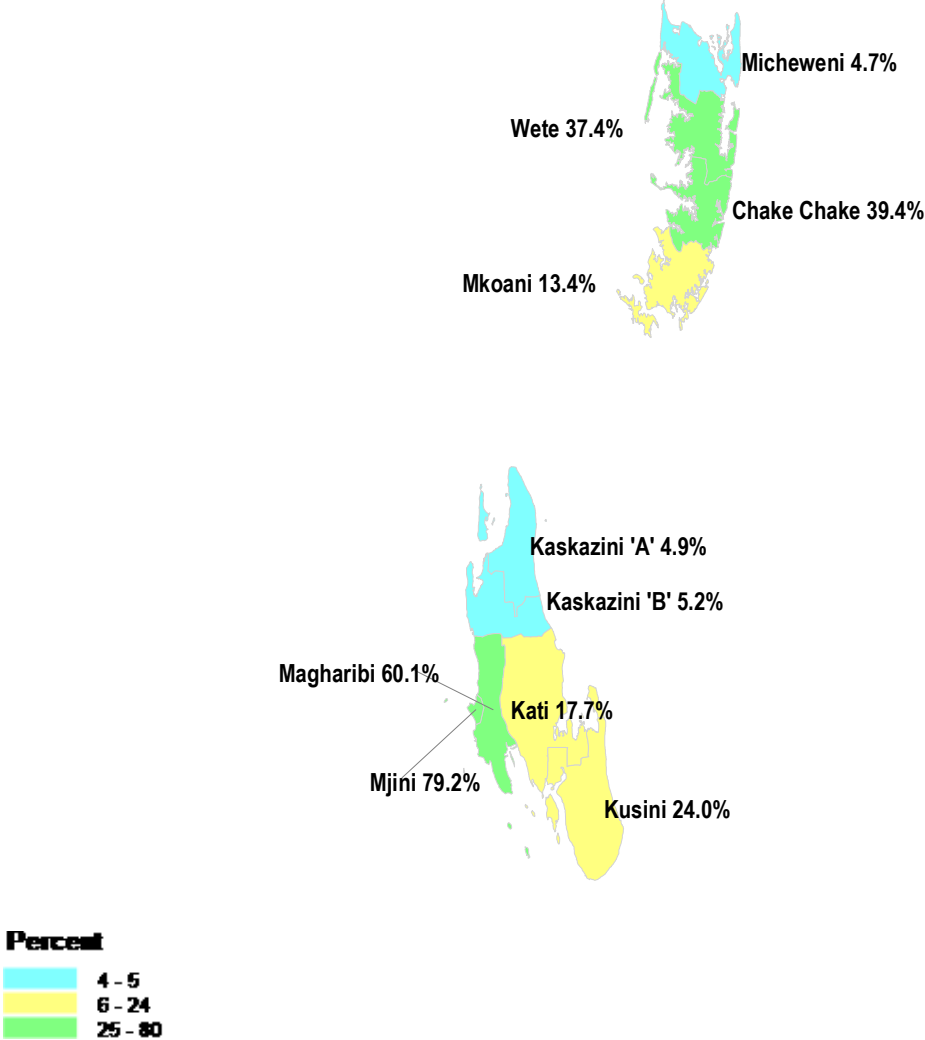 Micheweni 4.7%
Wete 37.4%
Chake Chake 39.4%
Mkoani 13.4%
Kaskazini 'A' 4.9%
Kaskazini 'B' 5.2%
Magharibi 60.1%
Kati 17.7%
Mjini 79.2%
Kusini 24.0%
Percent
4 - 5
6 - 24
25 - 80